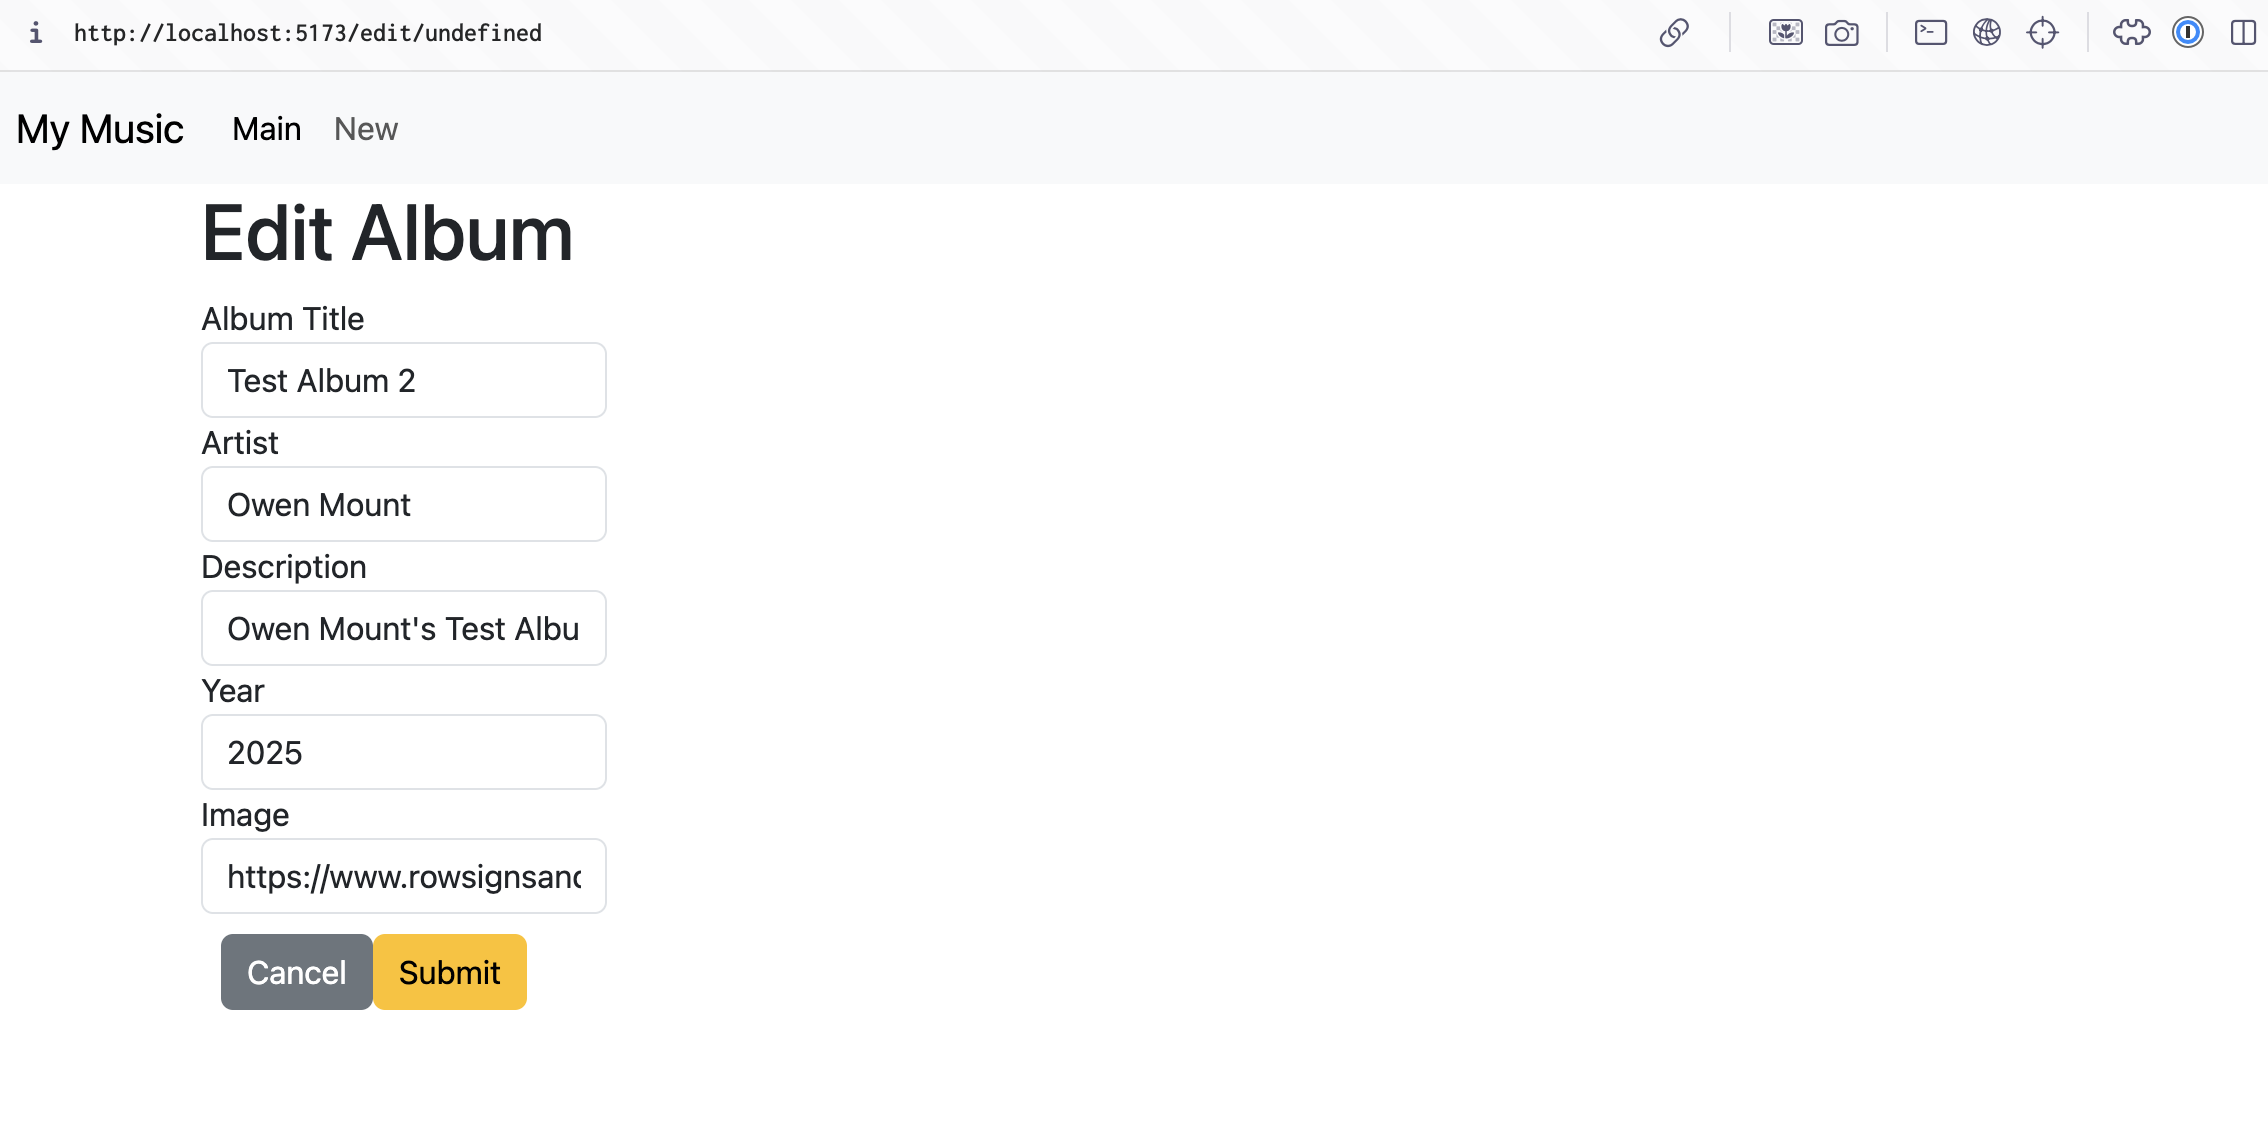 http://localhost:5173/edit/undefined
My Music Main New
Edit Album
Album Title
Test Album 2
Artist
Owen Mount
Description
Owen Mount's Test Albu
Year
2025
Image
https://www.rowsignsanc
Cancel Submit